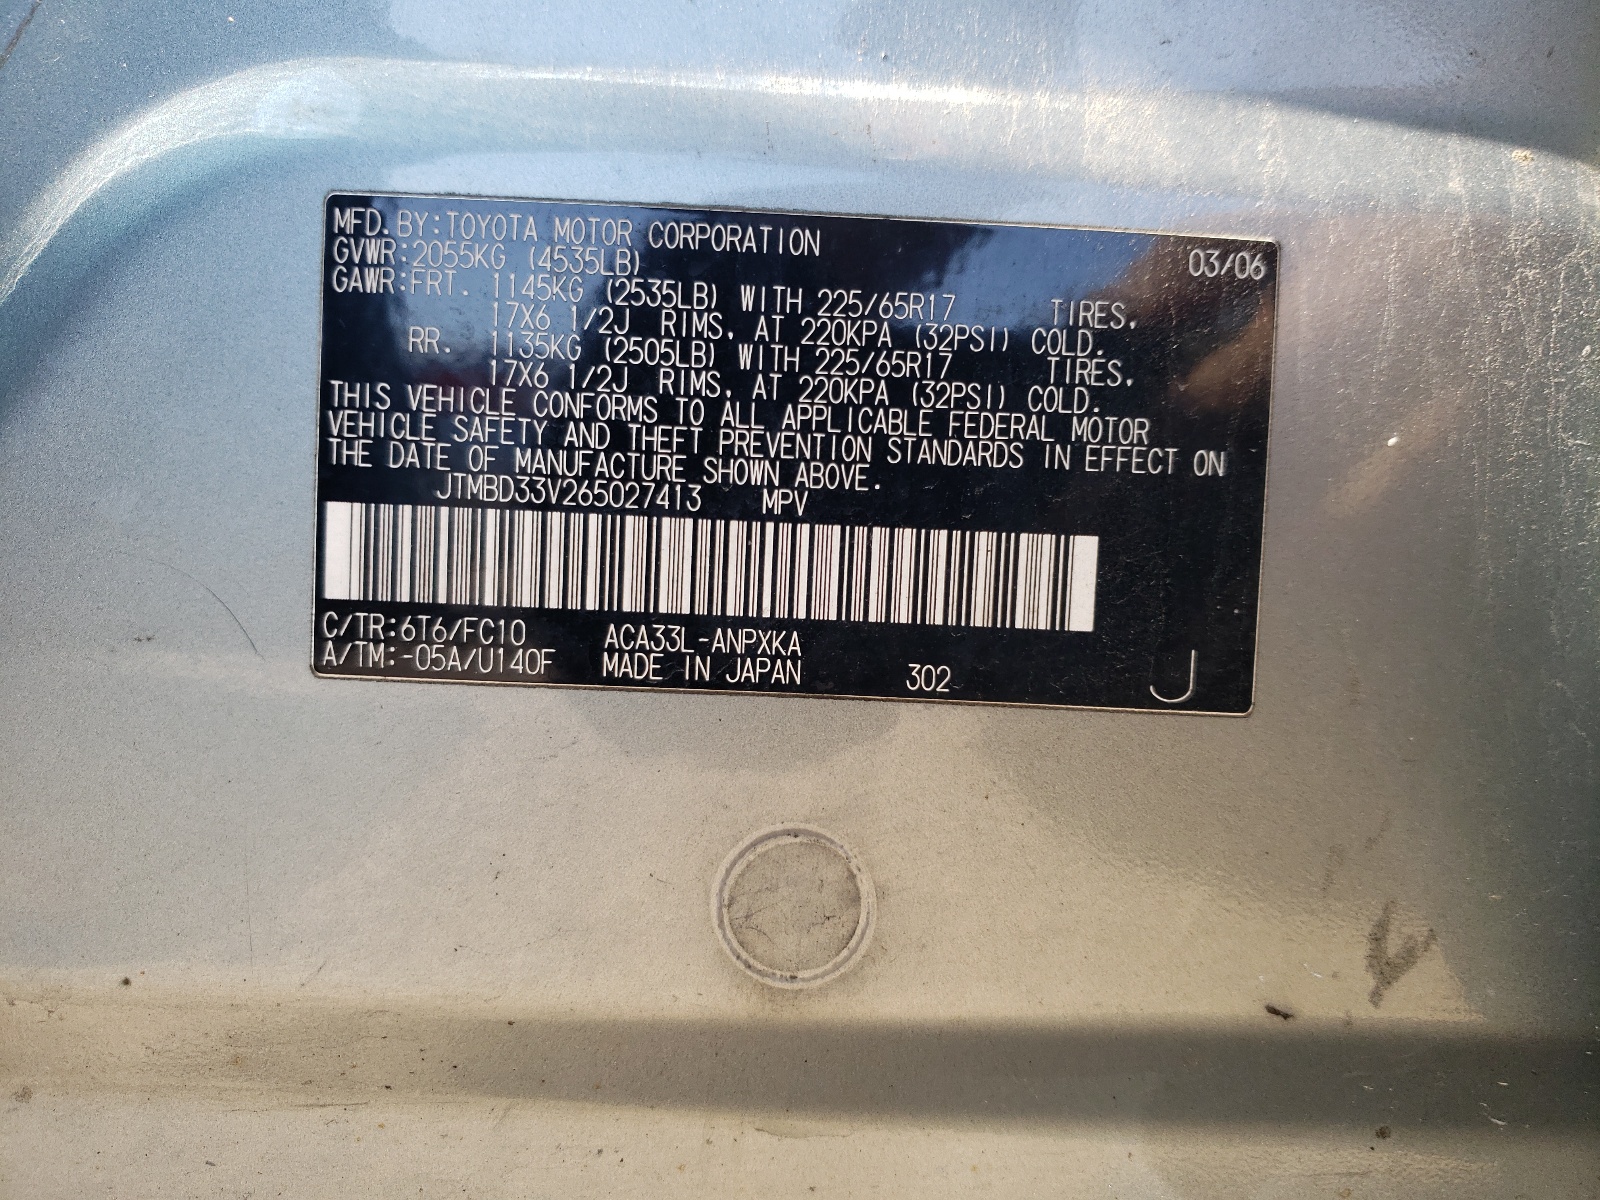 MFD. BY: TOYOTA MOTOR CORPORATION 03/06
GVWR: 2055KG (4535LB)
GAWR: FRT. 1145KG (2535LB) WITH 225/65R17 TIRES,
17X6 1/2J RIMS, AT 220KPA (32PSI) COLD.
RR. 1135KG (2505LB) WITH 225/65R17 TIRES,
17X6 1/2J RIMS, AT 220KPA (32PSI) COLD.
THIS VEHICLE CONFORMS TO ALL APPLICABLE FEDERAL MOTOR
VEHICLE SAFETY AND THEFT PREVENTION STANDARDS IN EFFECT ON
THE DATE OF MANUFACTURE SHOWN ABOVE.
JTMBD33V265027413 MPV
C/TR: 6T6/FC10 ACA33L-ANPXKA
A/TM: -05A/U140F MADE IN JAPAN 302 J